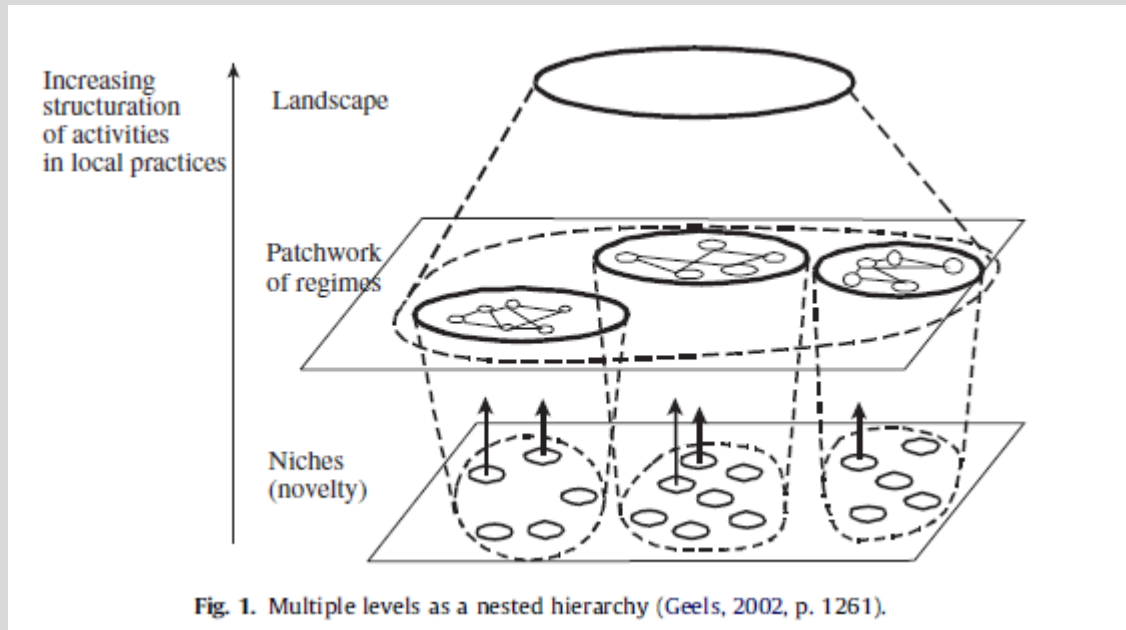 Increasing
structuration
of activities
in local practices
Landscape
Patchwork
of regimes
Niches
(novelty)
Fig. 1. Multiple levels as a nested hierarchy (Geels, 2002, p. 1261).